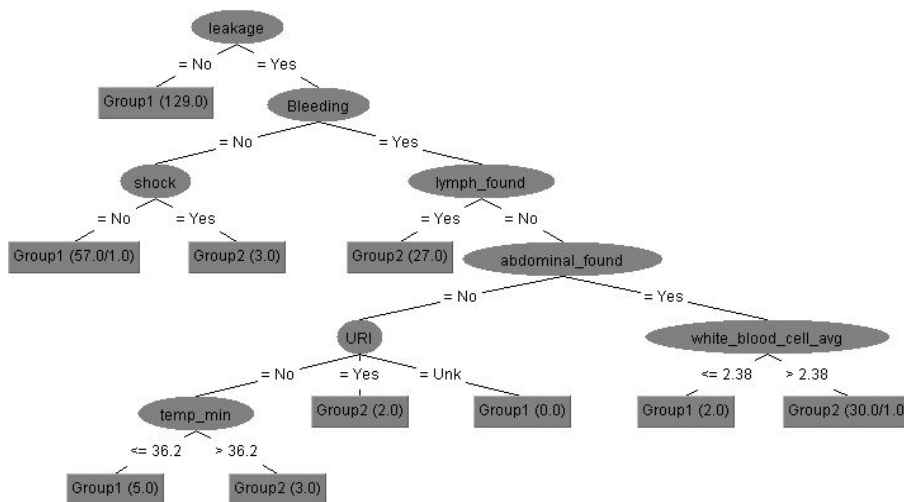 leakage
= No
= Yes
Group1 (129.0)
Bleeding
= No
= Yes
shock
lymph_found
= No
= Yes
= Yes
= No
Group1 (57.0/1.0)
Group2 (3.0)
Group2 (27.0)
abdominal_found
= No
= Yes
URI
white_blood_cell_avg
= No
= Yes
= Unk
<= 2.38
> 2.38
temp_min
Group2 (2.0)
Group1 (0.0)
Group1 (2.0)
Group2 (30.0/1.0)
<= 36.2
> 36.2
Group1 (5.0)
Group2 (3.0)